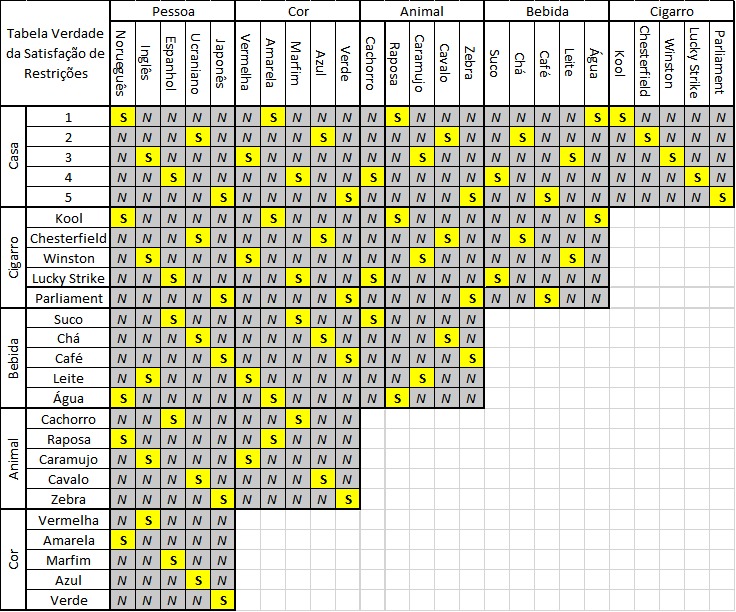 Pessoa Cor Animal Bebida Cigarro
Tabela Verdade
da Satisfação de
Restrições
Norueguês Inglês Espanhol Ucraniano Japonês Vermelha Amarela Marfim Azul Verde Cachorro Raposa Caramujo Cavalo Zebra Suco Chá Café Leite Água Kool Chesterfield Winston Lucky Strike Parliament
Casa
1 S N N N N N S N N N N S N N N N N N N S S N N N N
2 N N N S N N N N S N N N N S N N S N N N N S N N N
3 N S N N N S N N N N N N S N N N N N S N N N S N N
4 N N S N N N N S N N S N N N N S N N N N N N N S N
5 N N N N S N N N N S N N N N S N N S N N N N N N S
Cigarro
Kool S N N N N N S N N N N S N N N N N N N S
Chesterfield N N N S N N N N S N N N N S N N S N N N
Winston N S N N N S N N N N N N S N N N N N S N
Lucky Strike N N S N N N N S N N S N N N N S N N N N
Parliament N N N N S N N N N S N N N N S N N S N N
Bebida
Suco N N S N N N N S N N S N N N N
Chá N N N S N N N N S N N N N S N
Café N N N N S N N N N S N N N N S
Leite N S N N N S N N N N N N S N N
Água S N N N N N S N N N N S N N N
Animal
Cachorro N N S N N N N S N N
Raposa S N N N N N S N N N
Caramujo N S N N N S N N N N
Cavalo N N N S N N N N S N
Zebra N N N N S N N N N S
Cor
Vermelha N S N N N
Amarela S N N N N
Marfim N N S N N
Azul N N N S N
Verde N N N N S